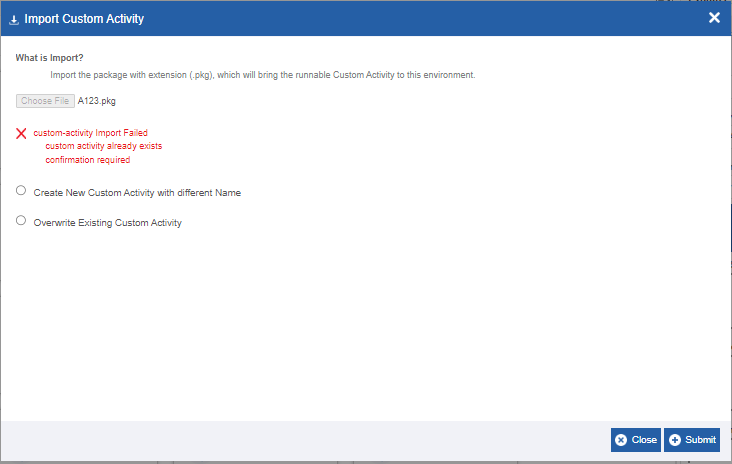 Import Custom Activity
What is Import?
Import the package with extension (.pkg), which will bring the runnable Custom Activity to this environment.
Choose File A123.pkg
custom-activity Import Failed
custom activity already exists
confirmation required
Create New Custom Activity with different Name
Overwrite Existing Custom Activity
Close Submit